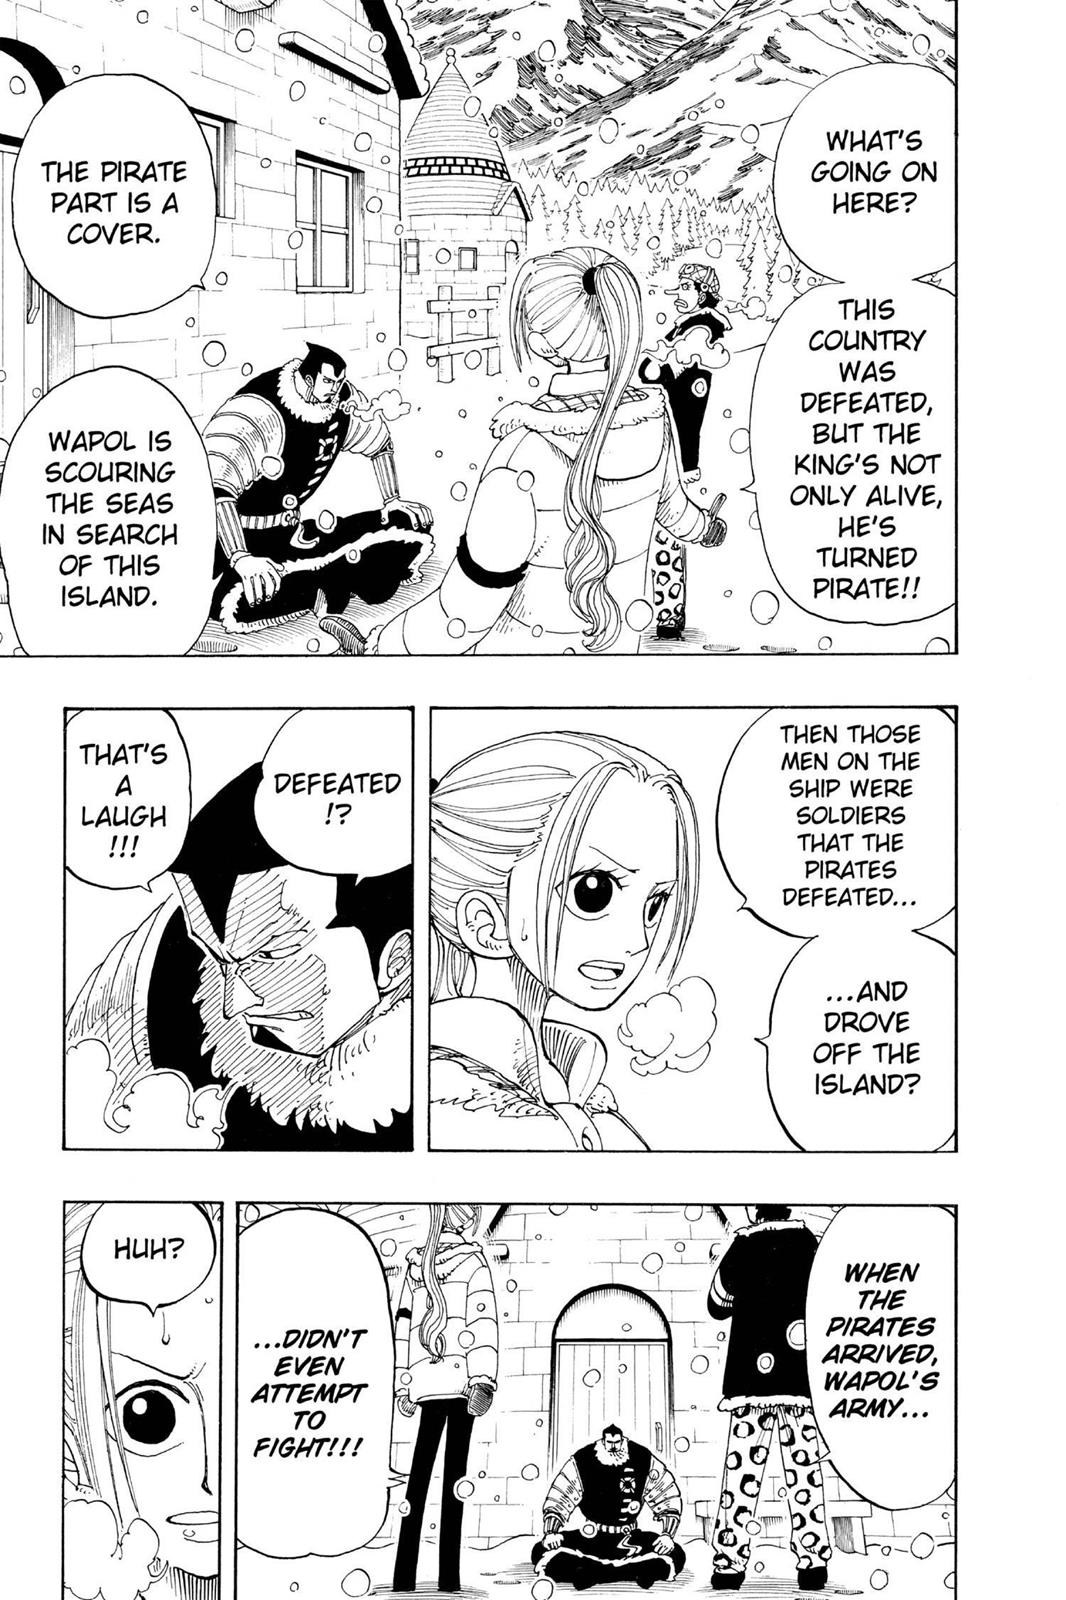 WHAT'S
GOING ON
HERE?
THIS
COUNTRY
WAS
DEFEATED,
BUT THE
KING'S NOT
ONLY ALIVE,
HE'S
TURNED
PIRATE!!
THE PIRATE
PART IS A
COVER.
WAPOL IS
SCOURING
THE SEAS
IN SEARCH
OF THIS
ISLAND.
THEN THOSE
MEN ON THE
SHIP WERE
SOLDIERS
THAT THE
PIRATES
DEFEATED...
...AND
DROVE
OFF THE
ISLAND?
DEFEATED
!?
THAT'S
A
LAUGH
!!!
WHEN
THE
PIRATES
ARRIVED,
WAPOL'S
ARMY...
...DIDN'T
EVEN
ATTEMPT
TO
FIGHT!!!
HUH?